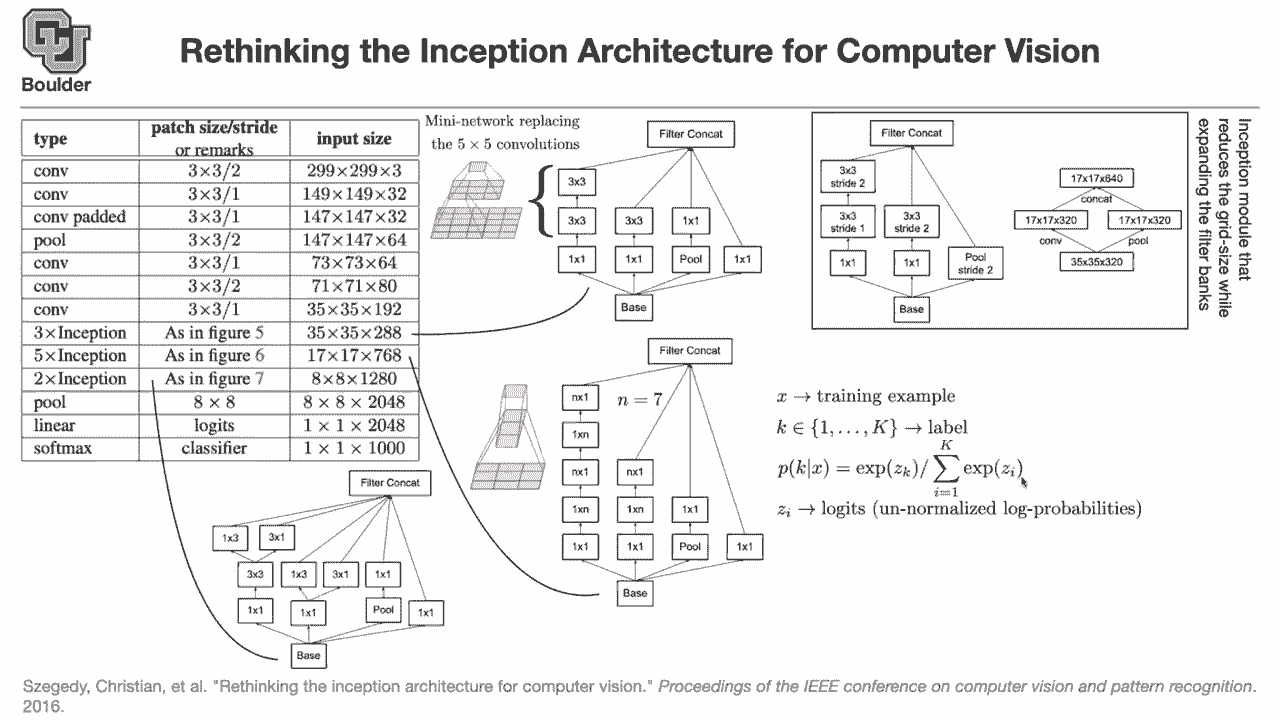 Boulder
Rethinking the Inception Architecture for Computer Vision
type patch size/stride or remarks input size
conv 3×3/2 299×299×3
conv 3×3/1 149×149×32
conv padded 3×3/1 147×147×32
pool 3×3/2 147×147×64
conv 3×3/1 73×73×64
conv 3×3/2 71×71×80
conv 3×3/1 35×35×192
3×Inception As in figure 5 35×35×288
5×Inception As in figure 6 17×17×768
2×Inception As in figure 7 8×8×1280
pool 8 × 8 8 × 8 × 2048
linear logits 1 × 1 × 2048
softmax classifier 1 × 1 × 1000
Mini-network replacing
the 5 × 5 convolutions
Filter Concat
3x3
3x3 3x3 1x1
1x1 1x1 Pool 1x1
Base
Filter Concat
3x3 stride 2
3x3 stride 1 3x3 stride 2
1x1 1x1 Pool stride 2
Base
17x17x640
concat
17x17x320 17x17x320
conv pool
35x35x320
Inception module that
reduces the grid-size while
expanding the filter banks
Filter Concat
nx1 n = 7
1xn
nx1 nx1
1xn 1xn 1x1
1x1 1x1 Pool 1x1
Base
x → training example
k ∈ {1, . . . , K} → label
p(k|x) = exp(z_k)/ ∑_{i=1}^{K} exp(z_i)
z_i → logits (un-normalized log-probabilities)
Filter Concat
1x3 3x1
3x3 1x3 3x1 1x1
1x1 1x1 Pool 1x1
Base
Szegedy, Christian, et al. "Rethinking the inception architecture for computer vision." Proceedings of the IEEE conference on computer vision and pattern recognition.
2016.